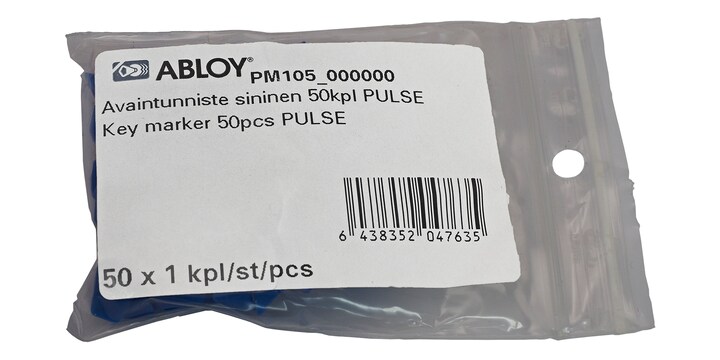 ABLOY® PM105_000000
Avaintunniste sininen 50kpl PULSE
Key marker 50pcs PULSE
6 438352 047635
50 x 1 kpl/st/pcs